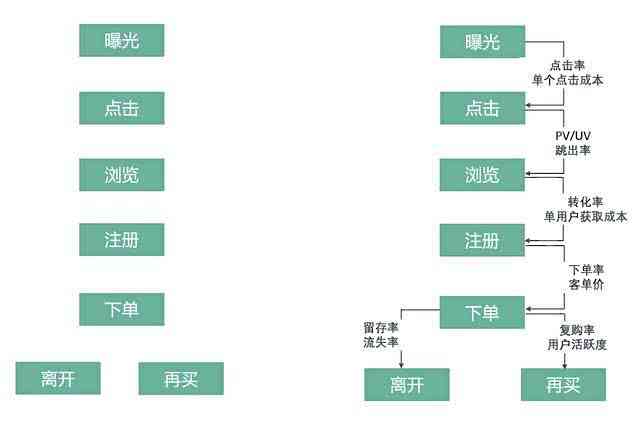 曝光
点击
浏览
注册
下单
离开
再买
曝光
点击率
单个点击成本
点击
PV/UV
跳出率
浏览
转化率
单用户获取成本
注册
下单率
客单价
下单
留存率
流失率
复购率
用户活跃度
离开
再买